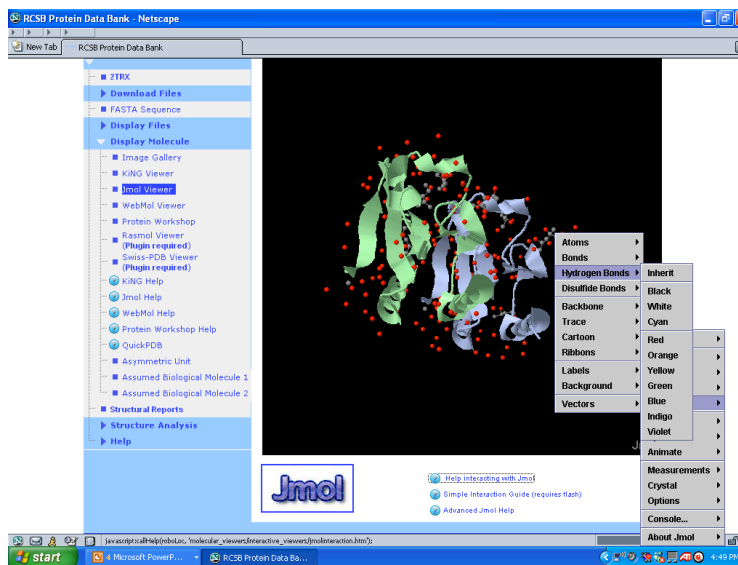 RCSB Protein Data Bank - Netscape
New Tab
RCSB Protein Data Bank
2TRX
Download Files
FASTA Sequence
Display Files
Display Molecule
Image Gallery
KiNG Viewer
Jmol Viewer
WebMol Viewer
Protein Workshop
Rasmol Viewer
(Plugin required)
Swiss-PDB Viewer
(Plugin required)
KiNG Help
Jmol Help
WebMol Help
Protein Workshop Help
QuickPDB
Asymmetric Unit
Assumed Biological Molecule 1
Assumed Biological Molecule 2
Structural Reports
Structure Analysis
Help
Atoms
Bonds
Hydrogen Bonds
Disulfide Bonds
Backbone
Trace
Cartoon
Ribbons
Labels
Background
Vectors
Inherit
Black
White
Cyan
Red
Orange
Yellow
Green
Blue
Indigo
Violet
Animate
Measurements
Crystal
Options
Console...
About Jmol
Jmol
Help interacting with Jmol
Simple Interaction Guide (requires flash)
Advanced Jmol Help
javascript:callHelp(roboLoc, 'molecular_viewers/interactive_viewers/jmolinteraction.htm');
start
4 Microsoft PowerP...
RCSB Protein Data Ba...
4:49 PM